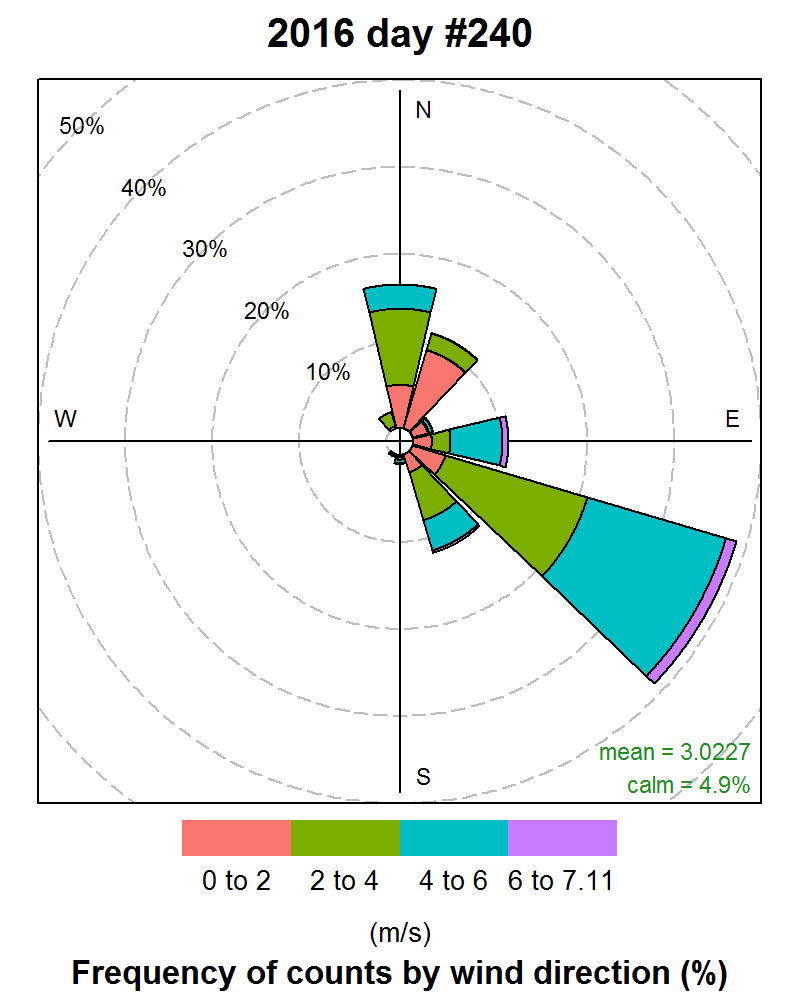 2016 day #240
N
50%
40%
30%
20%
10%
W
E
S
mean = 3.0227
calm = 4.9%
0 to 2 2 to 4 4 to 6 6 to 7.11
(m/s)
Frequency of counts by wind direction (%)